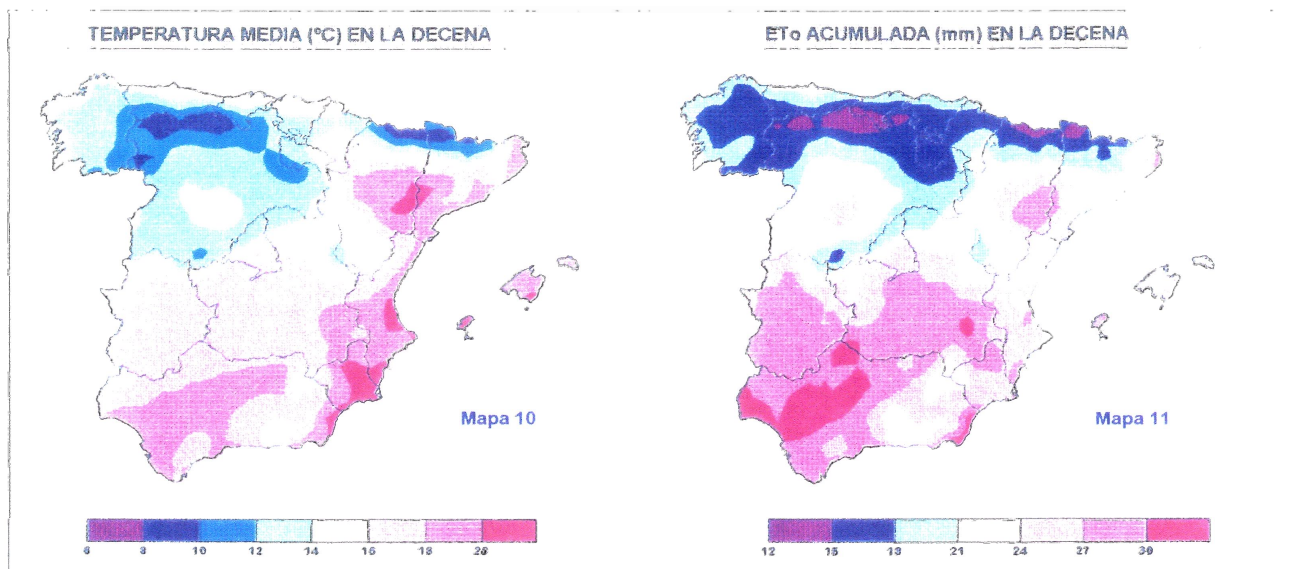 TEMPERATURA MEDIA (ºC) EN LA DECENA
Mapa 10
6 8 10 12 14 16 18 20
ETo ACUMULADA (mm) EN LA DECENA
Mapa 11
12 15 18 21 24 27 30